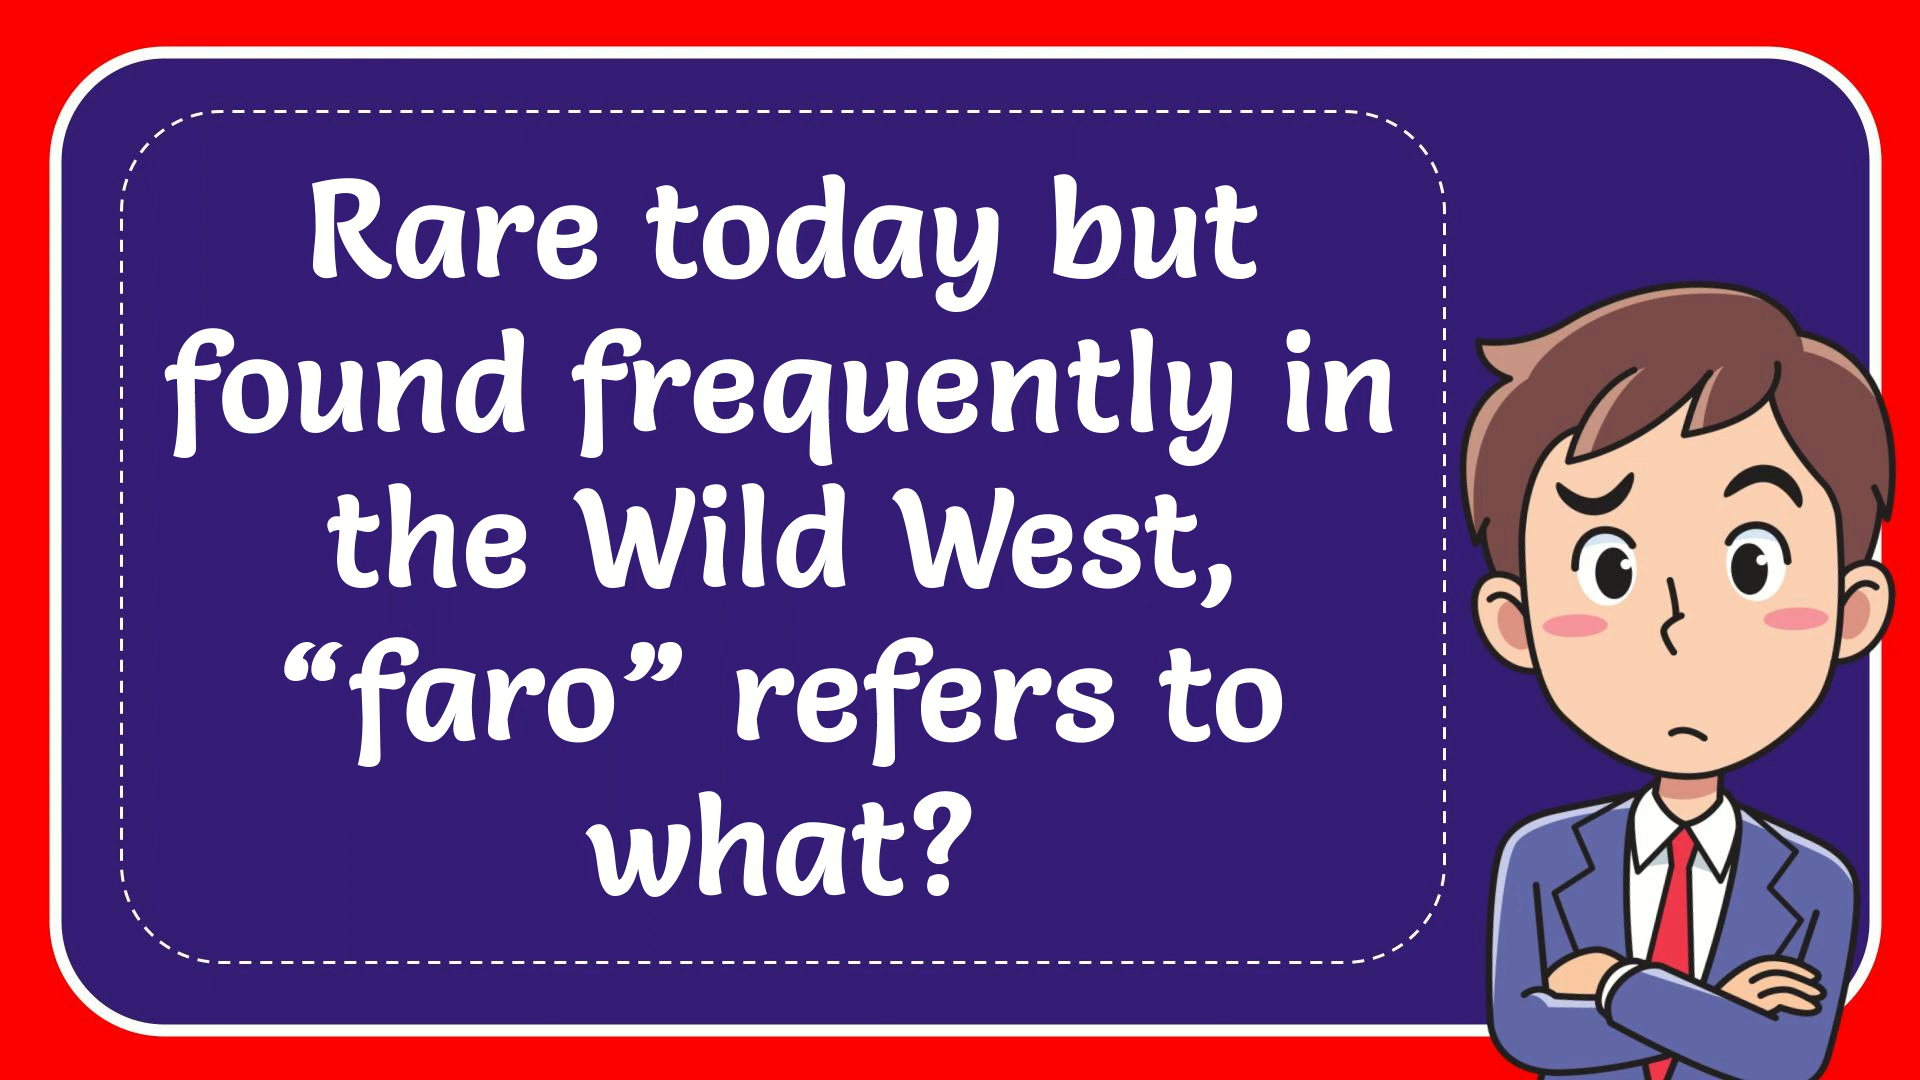 Rare today but
found frequently in
the Wild West,
“faro” refers to
what?